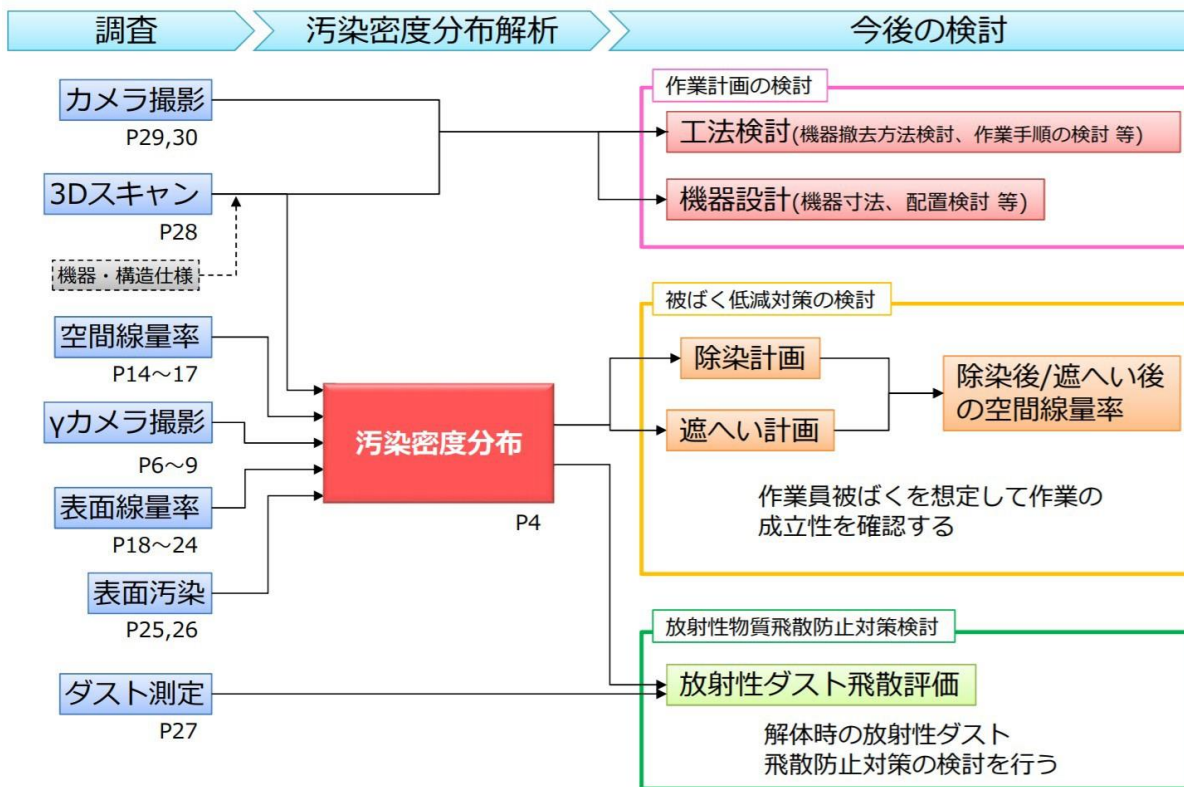 調査
汚染密度分布解析
今後の検討
カメラ撮影
P29,30
3Dスキャン
P28
機器・構造仕様
空間線量率
P14～17
γカメラ撮影
P6～9
表面線量率
P18～24
表面汚染
P25,26
ダスト測定
P27
汚染密度分布
P4
作業計画の検討
工法検討(機器撤去方法検討、作業手順の検討 等)
機器設計(機器寸法、配置検討 等)
被ばく低減対策の検討
除染計画
遮へい計画
除染後/遮へい後
の空間線量率
作業員被ばくを想定して作業の
成立性を確認する
放射性物質飛散防止対策検討
放射性ダスト飛散評価
解体時の放射性ダスト
飛散防止対策の検討を行う